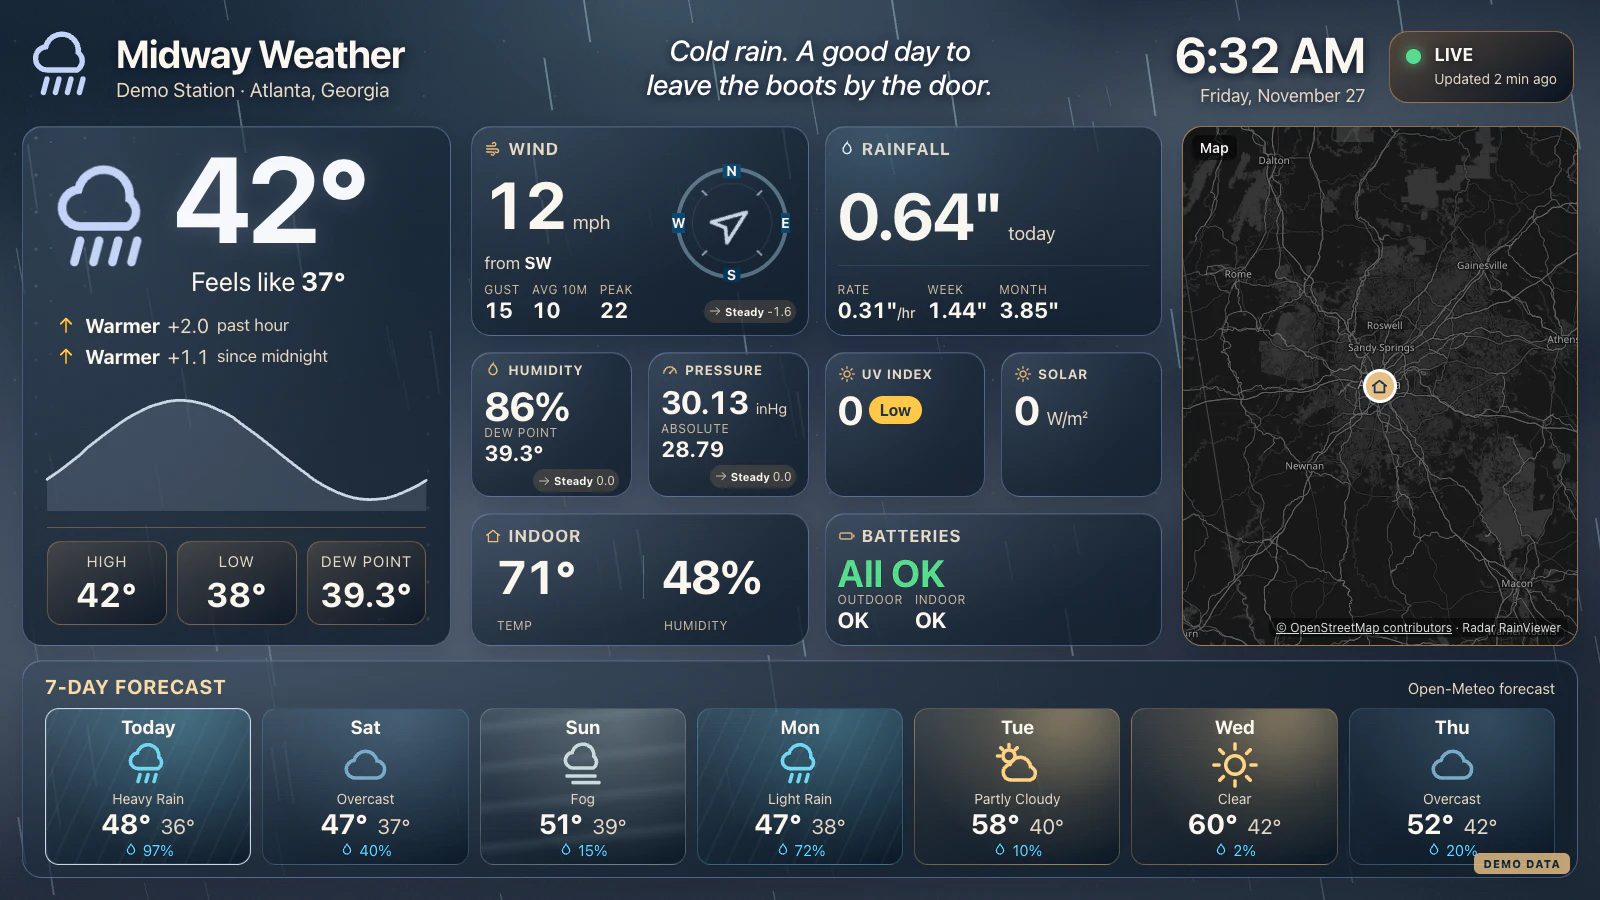 Midway Weather
Demo Station · Atlanta, Georgia
Cold rain. A good day to
leave the boots by the door.
6:32 AM
Friday, November 27
LIVE
Updated 2 min ago
42°
Feels like 37°
Warmer +2.0 past hour
Warmer +1.1 since midnight
HIGH
42°
LOW
38°
DEW POINT
39.3°
WIND
12 mph
from SW
GUST AVG 10M PEAK
15 10 22
N
W E
S
→ Steady -1.6
RAINFALL
0.64" today
RATE WEEK MONTH
0.31"/hr 1.44" 3.85"
HUMIDITY
86%
DEW POINT
39.3°
→ Steady 0.0
PRESSURE
30.13 inHg
ABSOLUTE
28.79
→ Steady 0.0
UV INDEX
0 Low
SOLAR
0 W/m²
INDOOR
71° 48%
TEMP HUMIDITY
BATTERIES
All OK
OUTDOOR INDOOR
OK OK
Map
Dalton
Rome
Gainesville
Roswell
Sandy Springs
Athens
Newnan
Macon
© OpenStreetMap contributors · Radar RainViewer
7-DAY FORECAST
Open-Meteo forecast
Today
Heavy Rain
48° 36°
97%
Sat
Overcast
47° 37°
40%
Sun
Fog
51° 39°
15%
Mon
Light Rain
47° 38°
72%
Tue
Partly Cloudy
58° 40°
10%
Wed
Clear
60° 42°
2%
Thu
Overcast
52° 42°
20%
DEMO DATA